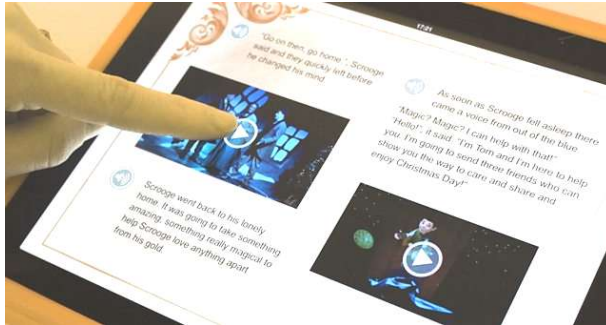 17:21
"Go on then, go home.", Scrooge
said and they quickly left before
he changed his mind.
Scrooge went back to his lonely
home. It was going to take something
amazing, something really magical to
help Scrooge love anything apart
from his gold.
As soon as Scrooge fell asleep there
came a voice from out of the blue
"Magic? Magic? I can help with that!"
"Hello!", it said. "I'm Tom and I'm here to help
you. I'm going to send three friends who can
show you the way to care and share and
enjoy Christmas Day!"